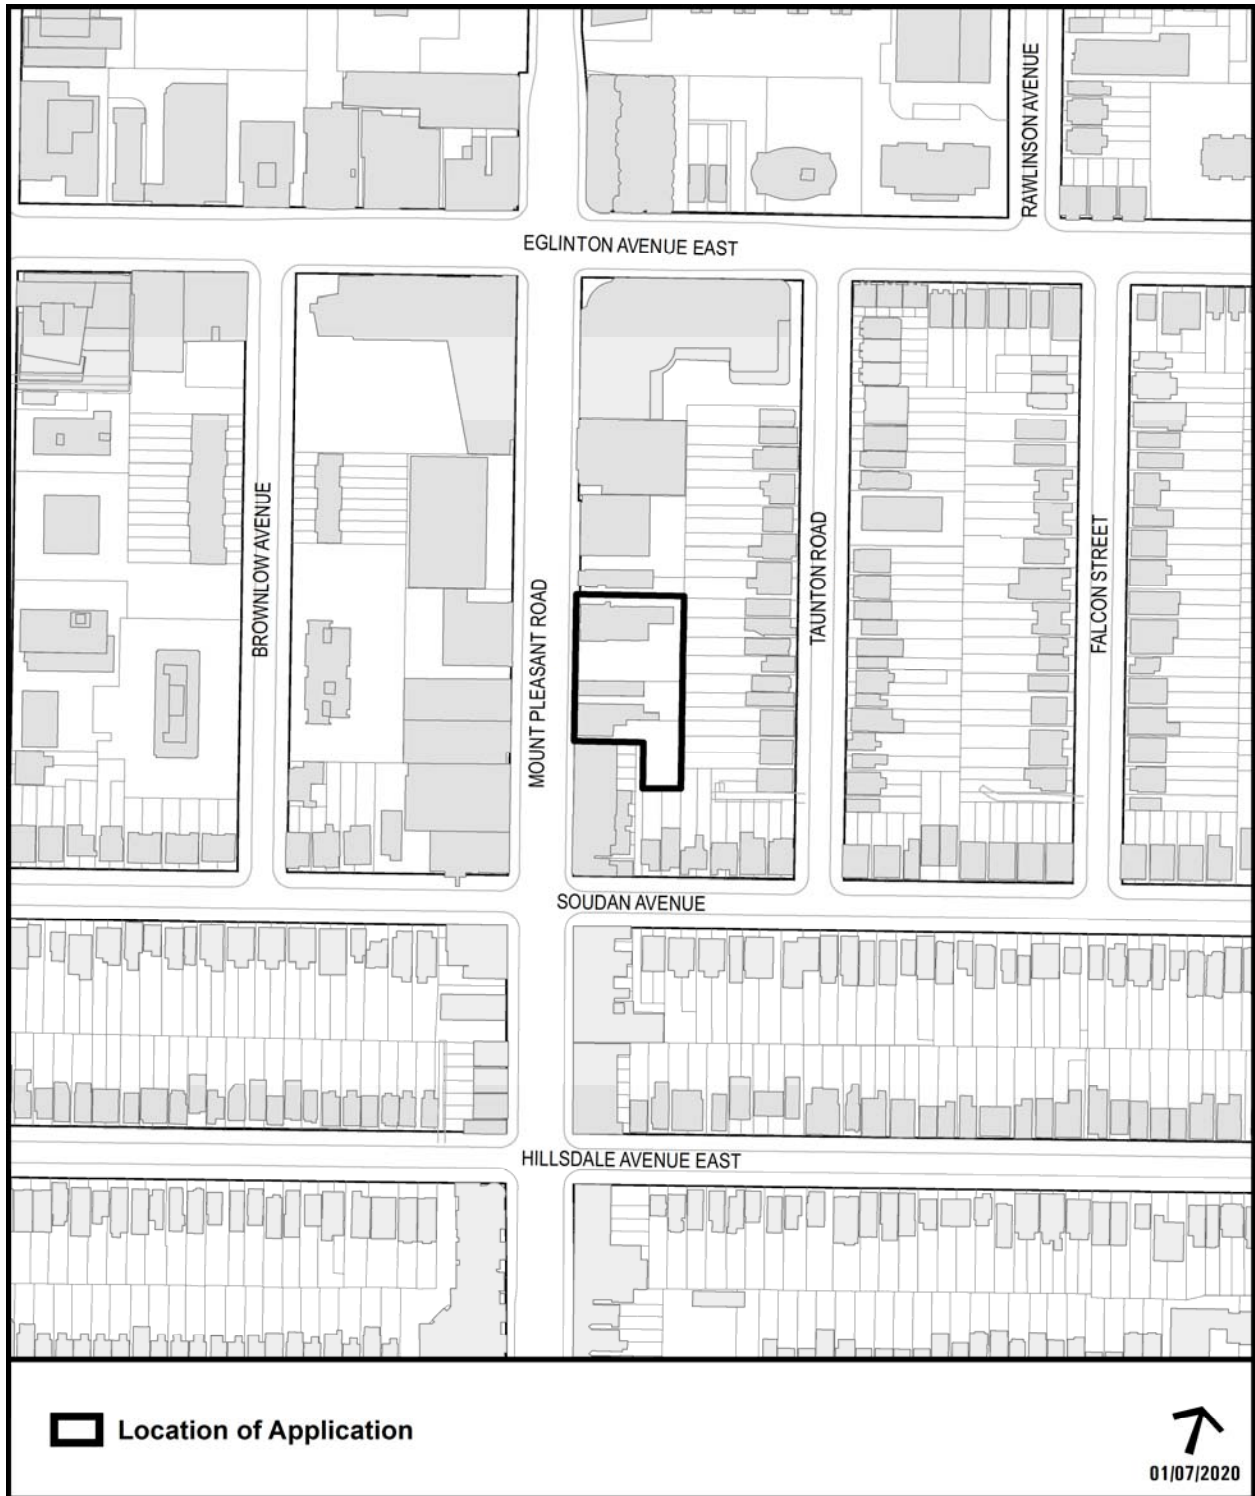 RAWLINSON AVENUE
EGLINTON AVENUE EAST
BROWNLOW AVENUE
MOUNT PLEASANT ROAD
TAUNTON ROAD
FALCON STREET
SOUDAN AVENUE
HILLSDALE AVENUE EAST
Location of Application
01/07/2020